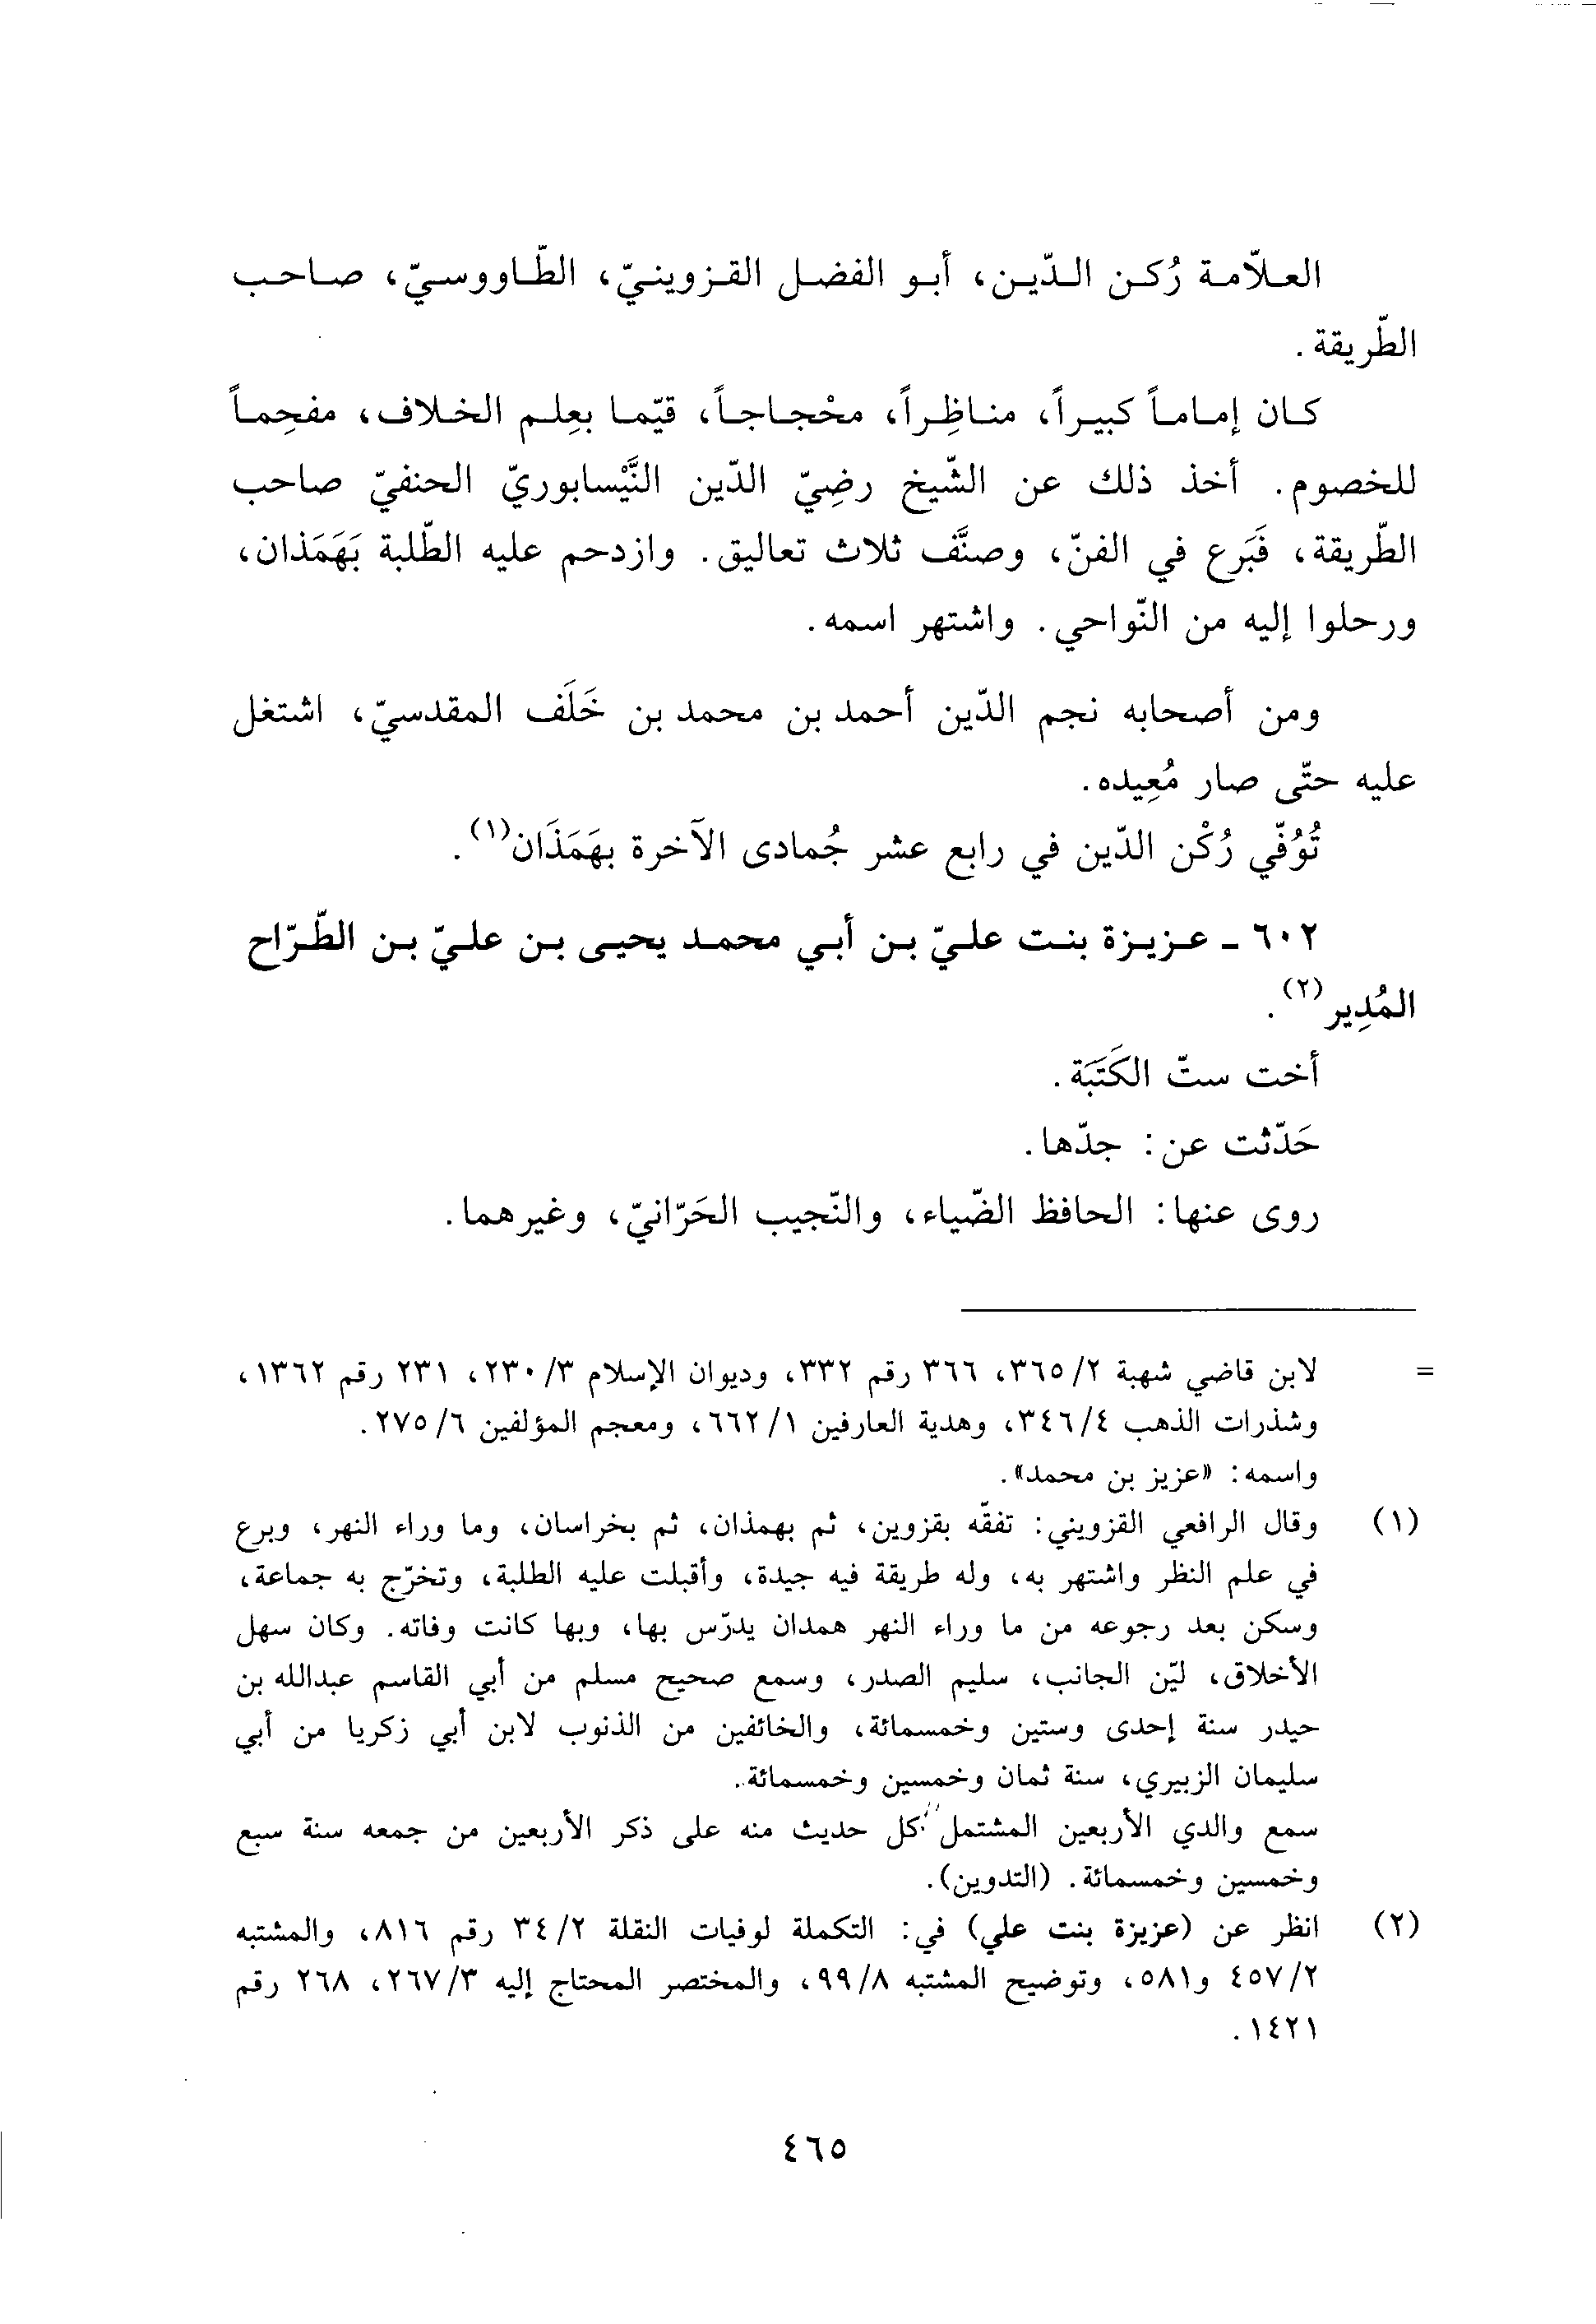 العلاّمة رُكن الدّين، أبو الفضل القزوينيّ، الطّاووسيّ، صاحب
الطّريقة.
كان إماماً كبيراً، مناظِراً، محْجاجاً، قيّما بعِلم الخلاف، مفحِماً
للخصوم. أخذ ذلك عن الشّيخ رضِيّ الدّين النَّيْسابوريّ الحنفيّ صاحب
الطّريقة، فَبَرع في الفنّ، وصنَّف ثلاث تعاليق. وازدحم عليه الطّلبة بَهَمَذان،
ورحلوا إليه من النّواحي. واشتهر اسمه.
ومن أصحابه نجم الدّين أحمد بن محمد بن خَلَف المقدسيّ، اشتغل
عليه حتّى صار مُعِيده.
تُوُفّي رُكْن الدّين في رابع عشر جُمادى الآخرة بهَمَذَان(١).
٦٠٢ - عزيزة بنت عليّ بن أبي محمد يحيى بن عليّ بن الطّرّاح
المُدِير(٢).
أخت ستّ الكَتَبَة.
حَدّثت عن: جدّها.
روى عنها: الحافظ الضّياء، والنّجيب الحَرّانيّ، وغيرهما.
= لابن قاضي شهبة ٢/ ٣٦٥، ٣٦٦ رقم ٣٣٢، وديوان الإسلام ٣/ ٢٣٠، ٢٣١ رقم ١٣٦٢،
وشذرات الذهب ٤/ ٣٤٦، وهدية العارفين ١/ ٦٦٢، ومعجم المؤلفين ٦/ ٢٧٥.
واسمه: «عزيز بن محمد».
(١) وقال الرافعي القزويني: تفقّه بقزوين، ثم بهمذان، ثم بخراسان، وما وراء النهر، وبرع
في علم النظر واشتهر به، وله طريقة فيه جيدة، وأقبلت عليه الطلبة، وتخرّج به جماعة،
وسكن بعد رجوعه من ما وراء النهر همدان يدرّس بها، وبها كانت وفاته. وكان سهل
الأخلاق، ليّن الجانب، سليم الصدر، وسمع صحيح مسلم من أبي القاسم عبدالله بن
حيدر سنة إحدى وستين وخمسمائة، والخائفين من الذنوب لابن أبي زكريا من أبي
سليمان الزبيري، سنة ثمان وخمسين وخمسمائة.
سمع والدي الأربعين المشتمل كل حديث منه على ذكر الأربعين من جمعه سنة سبع
وخمسين وخمسمائة. (التدوين).
(٢) انظر عن (عزيزة بنت علي) في: التكملة لوفيات النقلة ٢/ ٣٤ رقم ٨١٦، والمشتبه
٢/ ٤٥٧ و٥٨١، وتوضيح المشتبه ٨/ ٩٩، والمختصر المحتاج إليه ٣/ ٢٦٧، ٢٦٨ رقم
١٤٢١.
٤٦٥